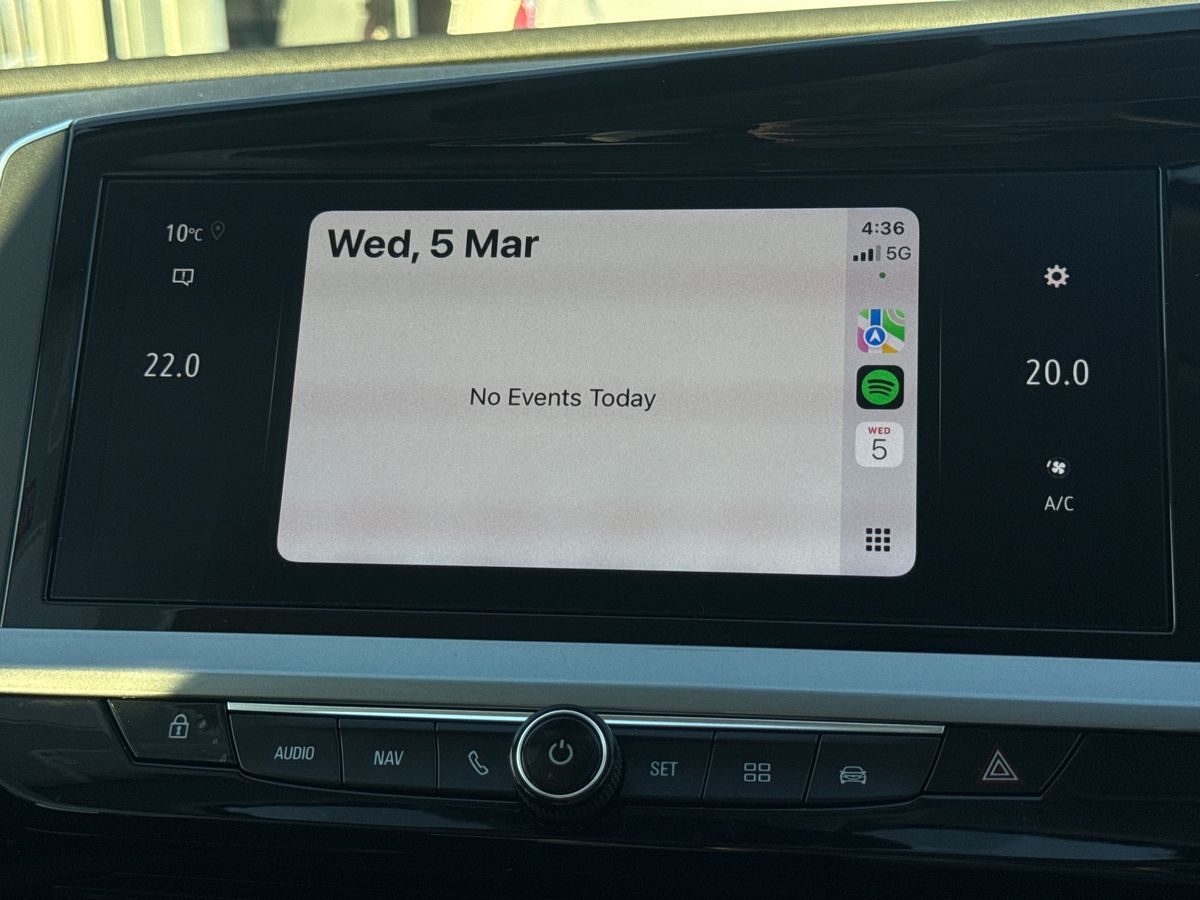 10°C
22.0
Wed, 5 Mar
No Events Today
4:36
5G
WED
5
20.0
A/C
AUDIO
NAV
SET